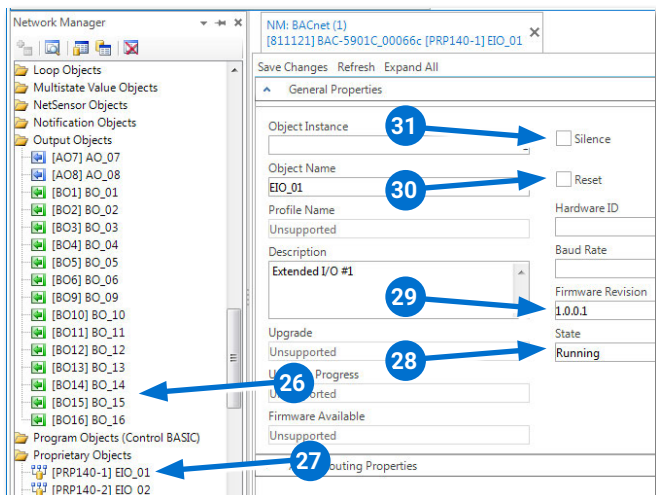 Network Manager
Loop Objects
Multistate Value Objects
NetSensor Objects
Notification Objects
Output Objects
[AO7] AO_07
[AO8] AO_08
[BO1] BO_01
[BO2] BO_02
[BO3] BO_03
[BO4] BO_04
[BO5] BO_05
[BO6] BO_06
[BO9] BO_09
[BO10] BO_10
[BO11] BO_11
[BO12] BO_12
[BO13] BO_13
[BO14] BO_14
[BO15] BO_15
[BO16] BO_16
Program Objects (Control BASIC)
Proprietary Objects
[PRP140-1] EIO_01
[PRP140-2] EIO_02
26
27
NM: BACnet (1)
[811121] BAC-5901C_00066c [PRP140-1] EIO_01
Save Changes Refresh Expand All
General Properties
Object Instance
31
Silence
Object Name
EIO_01
30
Reset
Profile Name
Unsupported
Hardware ID
Description
Extended I/O #1
Baud Rate
29
Firmware Revision
1.0.0.1
Upgrade
Unsupported
28
State
Running
Progress
Firmware Available
Unsupported
Properties